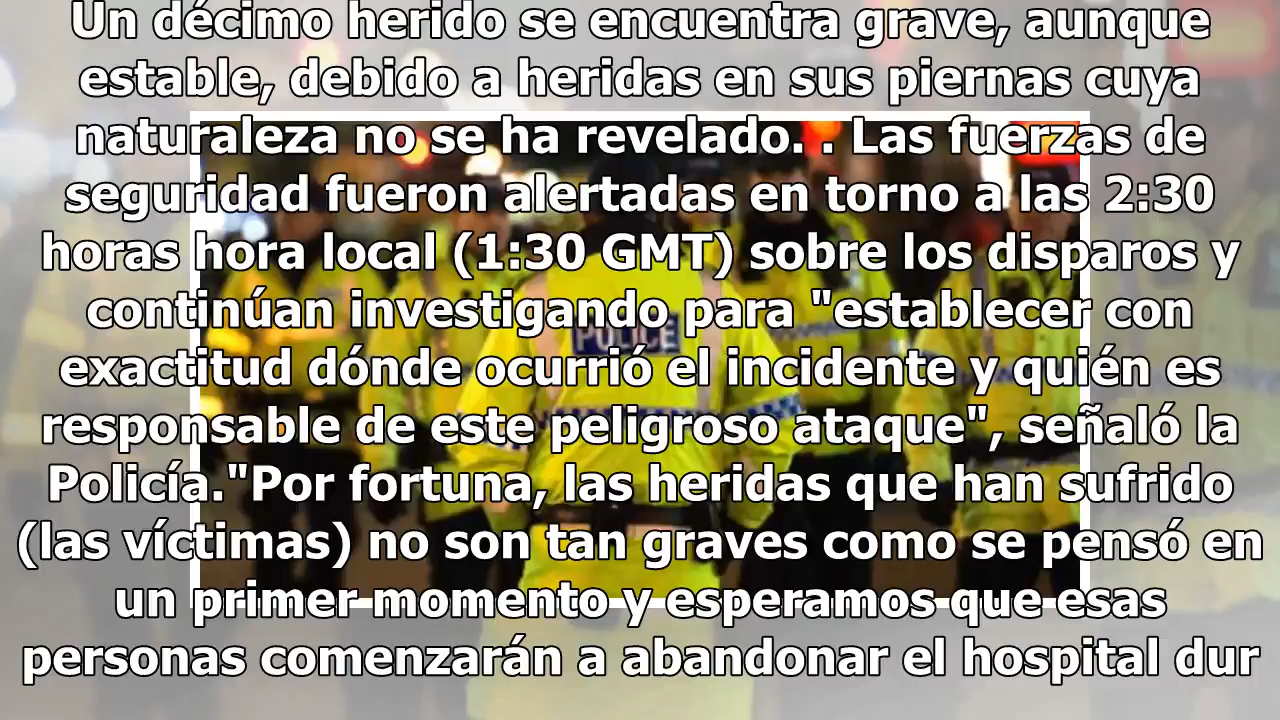 Un décimo herido se encuentra grave, aunque
estable, debido a heridas en sus piernas cuya
naturaleza no se ha revelado. . Las fuerzas de
seguridad fueron alertadas en torno a las 2:30
horas hora local (1:30 GMT) sobre los disparos y
continúan investigando para "establecer con
exactitud dónde ocurrió el incidente y quién es
responsable de este peligroso ataque", señaló la
Policía."Por fortuna, las heridas que han sufrido
(las víctimas) no son tan graves como se pensó en
un primer momento y esperamos que esas
personas comenzarán a abandonar el hospital dur
POLICE